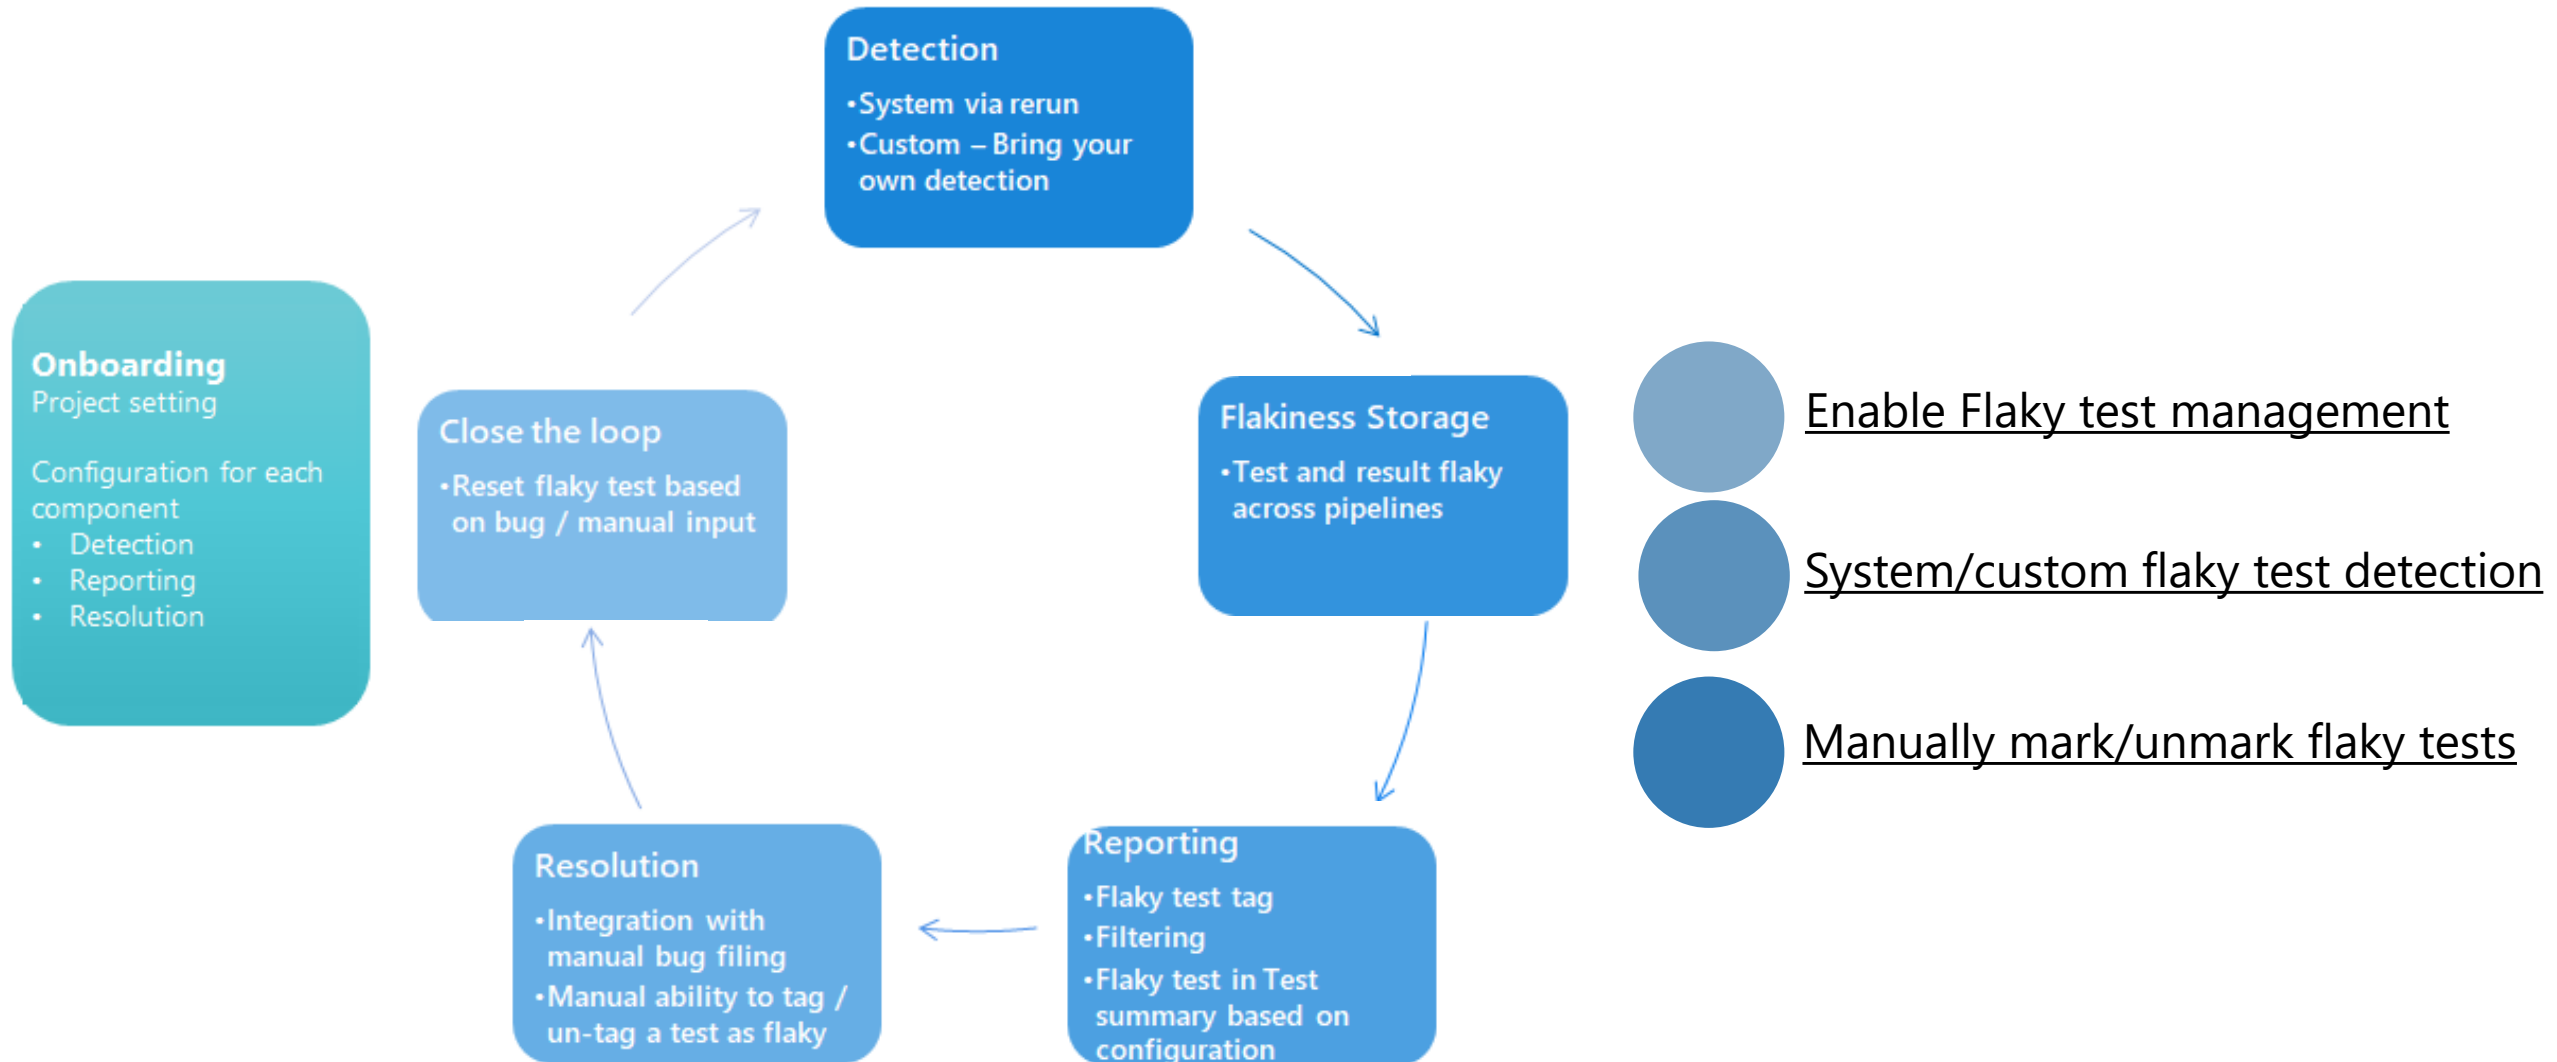 Detection
•System via rerun
•Custom – Bring your
own detection
Onboarding
Project setting
Configuration for each
component
• Detection
• Reporting
• Resolution
Close the loop
•Reset flaky test based
on bug / manual input
Flakiness Storage
•Test and result flaky
across pipelines
Enable Flaky test management
System/custom flaky test detection
Manually mark/unmark flaky tests
Resolution
•Integration with
manual bug filing
•Manual ability to tag /
un-tag a test as flaky
Reporting
•Flaky test tag
•Filtering
•Flaky test in Test
summary based on
configuration